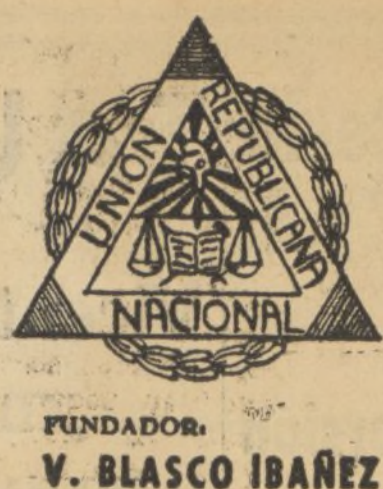 UNION
REPUBLICANA
NACIONAL
FUNDADOR:
V. BLASCO IBAÑEZ